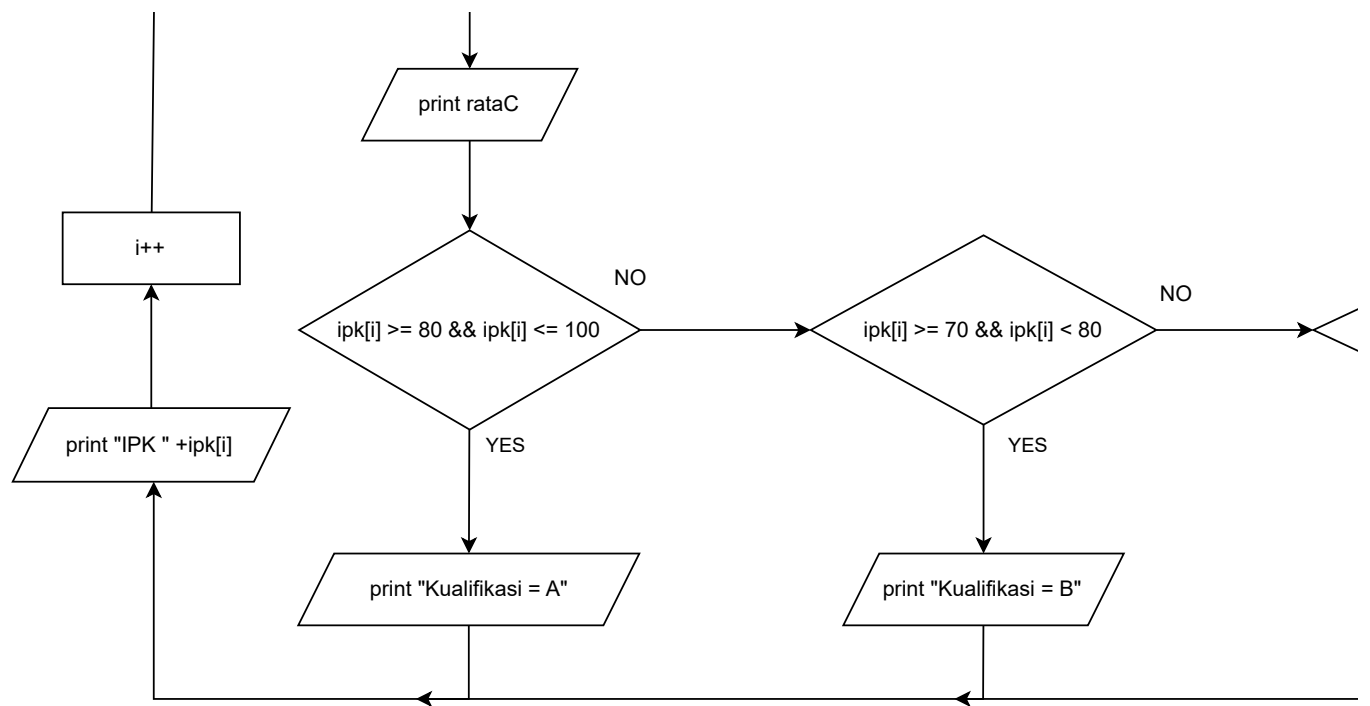 print rataC
i++
NO
NO
ipk[i] >= 80 && ipk[i] <= 100
ipk[i] >= 70 && ipk[i] < 80
print "IPK " +ipk[i]
YES
YES
print "Kualifikasi = A"
print "Kualifikasi = B"